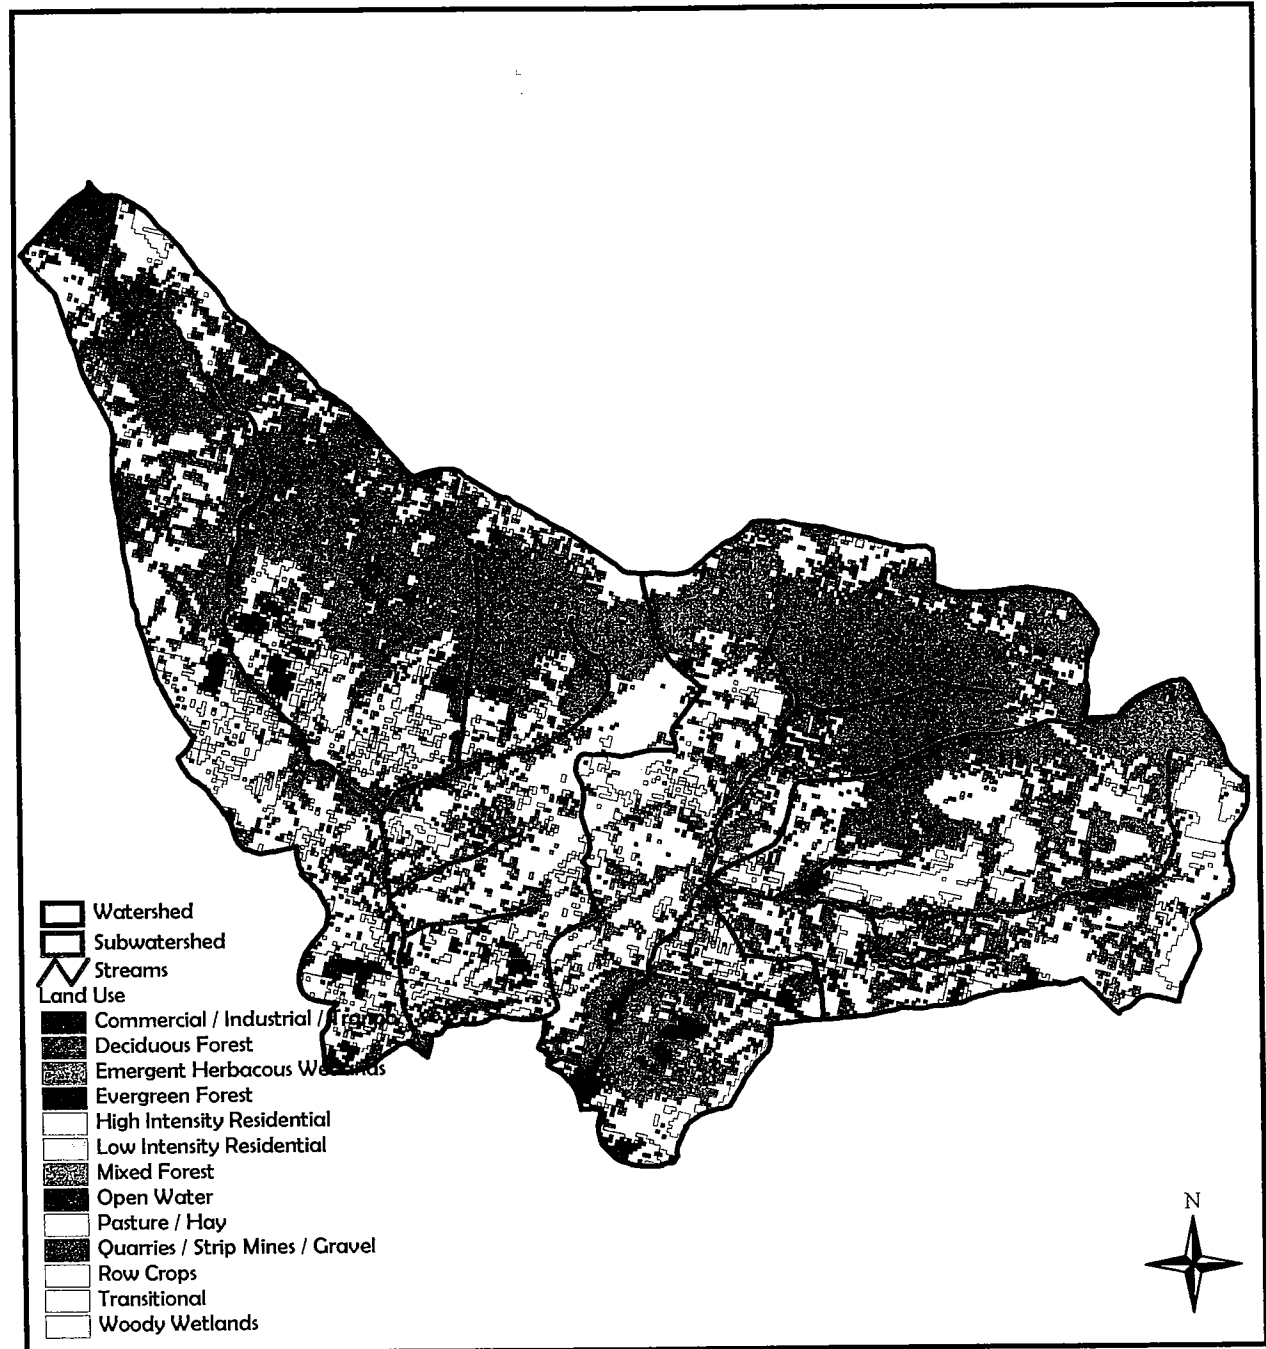 Watershed
Subwatershed
Streams
Land Use
Commercial / Industrial /
Deciduous Forest
Emergent Herbacous Wetlands
Evergreen Forest
High Intensity Residential
Low Intensity Residential
Mixed Forest
Open Water
Pasture / Hay
Quarries / Strip Mines / Gravel
Row Crops
Transitional
Woody Wetlands
N